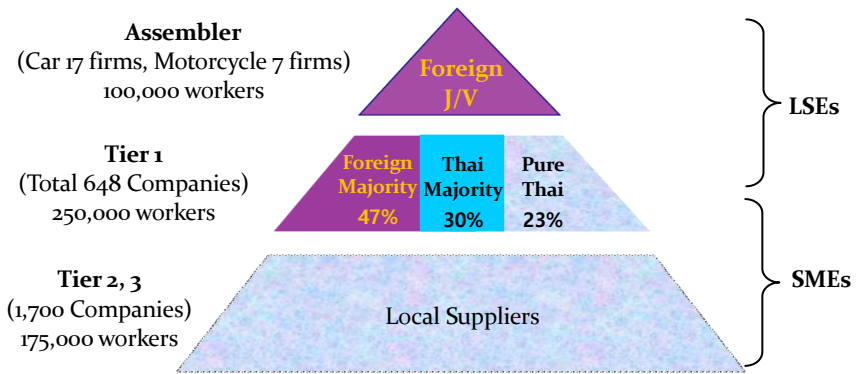 Assembler
(Car 17 firms, Motorcycle 7 firms)
100,000 workers
Foreign
J/V
LSEs
Tier 1
(Total 648 Companies)
250,000 workers
Foreign
Majority
47%
Thai
Majority
30%
Pure
Thai
23%
SMEs
Tier 2, 3
(1,700 Companies)
175,000 workers
Local Suppliers